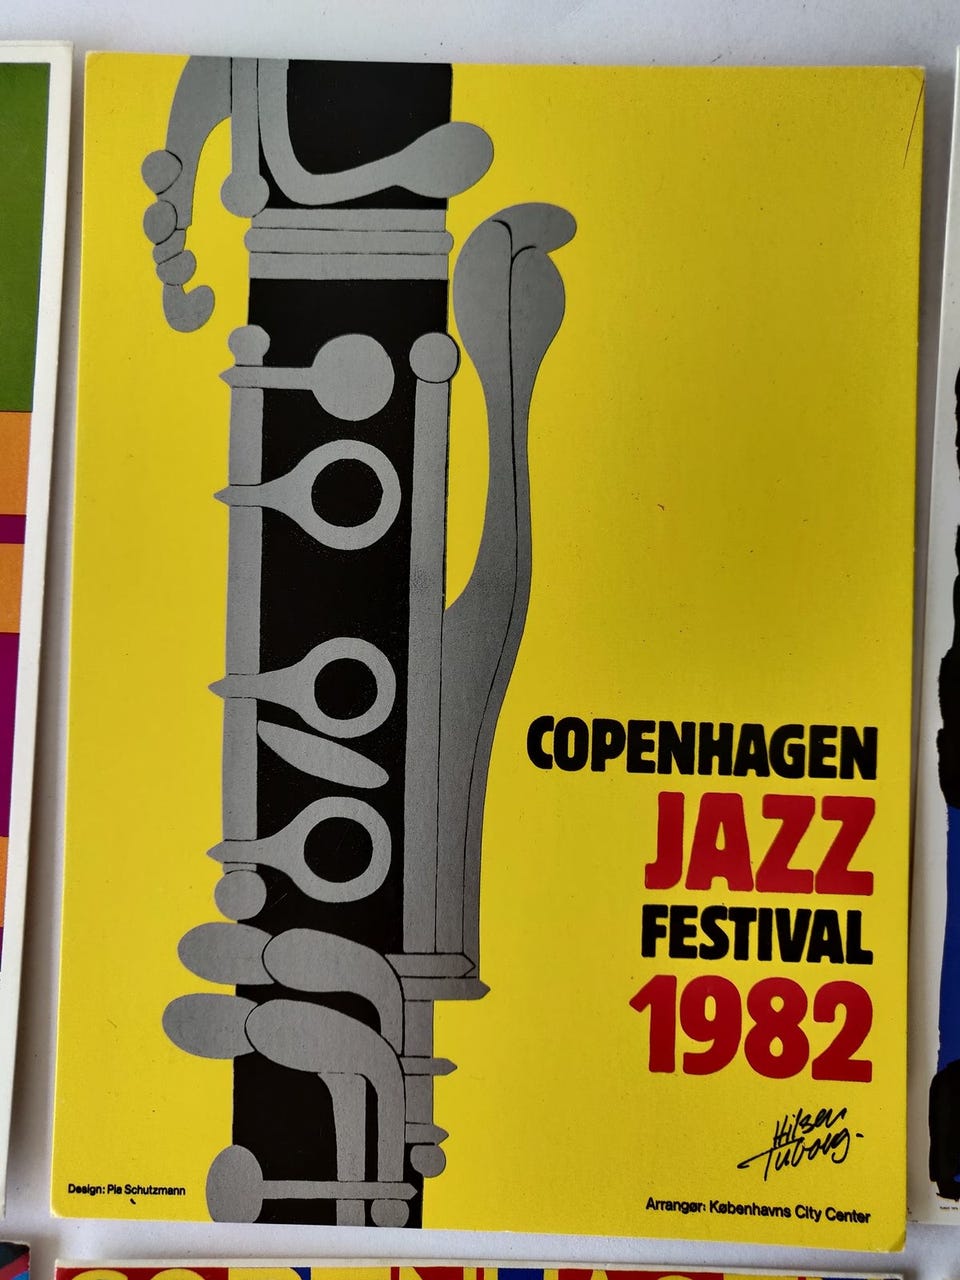 COPENHAGEN
JAZZ
FESTIVAL
1982
Hilsen
Tuborg.
Design: Pia Schutzmann
Arrangør: Københavns City Center